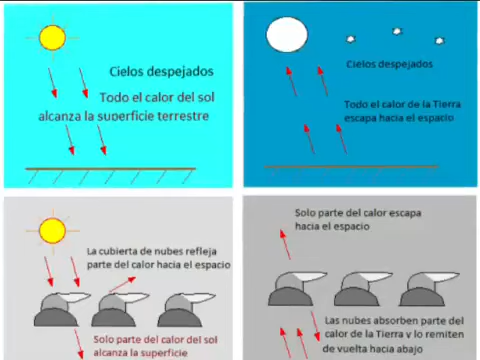 Cielos despejados
Todo el calor del sol
alcanza la superficie terrestre
Cielos despejados
Todo el calor de la Tierra
escapa hacia el espacio
La cubierta de nubes refleja
parte del calor hacia el espacio
Solo parte del calor del sol
alcanza la superficie
Solo parte del calor escapa
hacia el espacio
Las nubes absorben parte del
calor de la Tierra y lo remiten
de vuelta hacia abajo